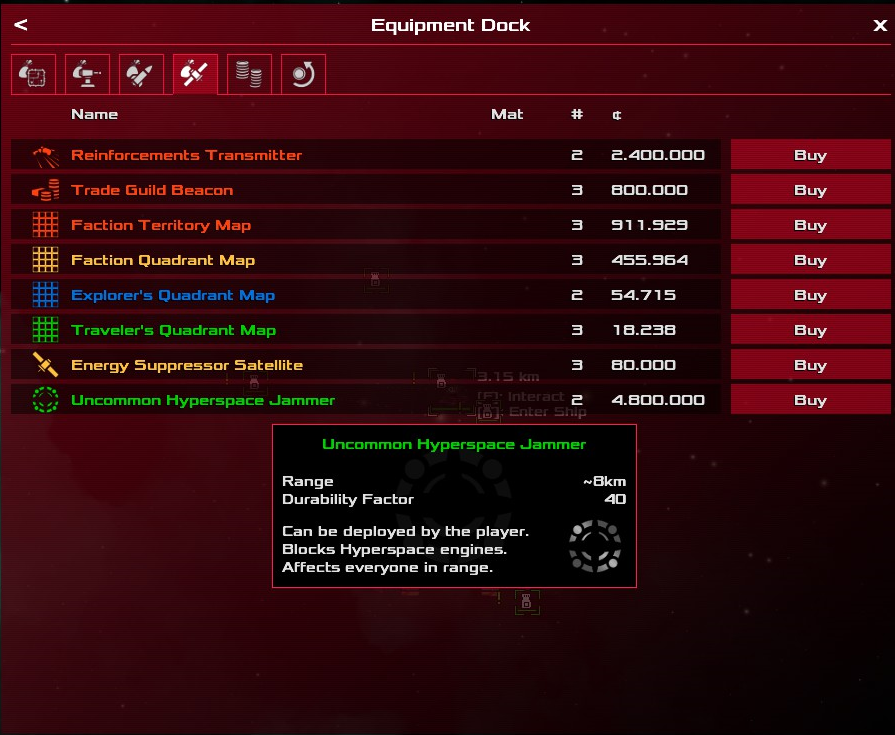 <
Equipment Dock
X
Name Mat # ¢
Reinforcements Transmitter 2 2.400.000 Buy
Trade Guild Beacon 3 800.000 Buy
Faction Territory Map 3 911.929 Buy
Faction Quadrant Map 3 455.964 Buy
Explorer's Quadrant Map 2 54.715 Buy
Traveler's Quadrant Map 3 18.238 Buy
Energy Suppressor Satellite 3 80.000 Buy
3.15 km
Uncommon Hyperspace Jammer 2 4.800.000 Buy
[F] Interact
Enter Ship
Uncommon Hyperspace Jammer
Range ~8km
Durability Factor 40
Can be deployed by the player.
Blocks Hyperspace engines.
Affects everyone in range.